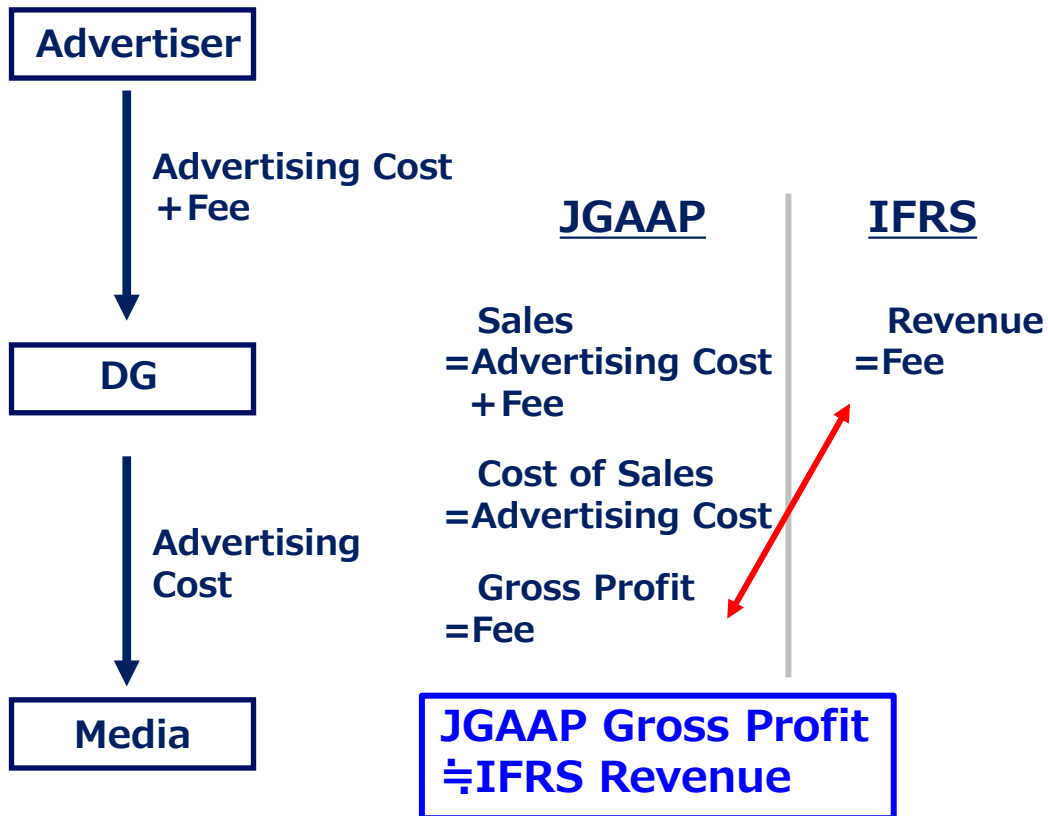 Advertiser
Advertising Cost
+Fee
DG
Advertising
Cost
Media
JGAAP
Sales
=Advertising Cost
+Fee
Cost of Sales
=Advertising Cost
Gross Profit
=Fee
IFRS
Revenue
=Fee
JGAAP Gross Profit
≒IFRS Revenue